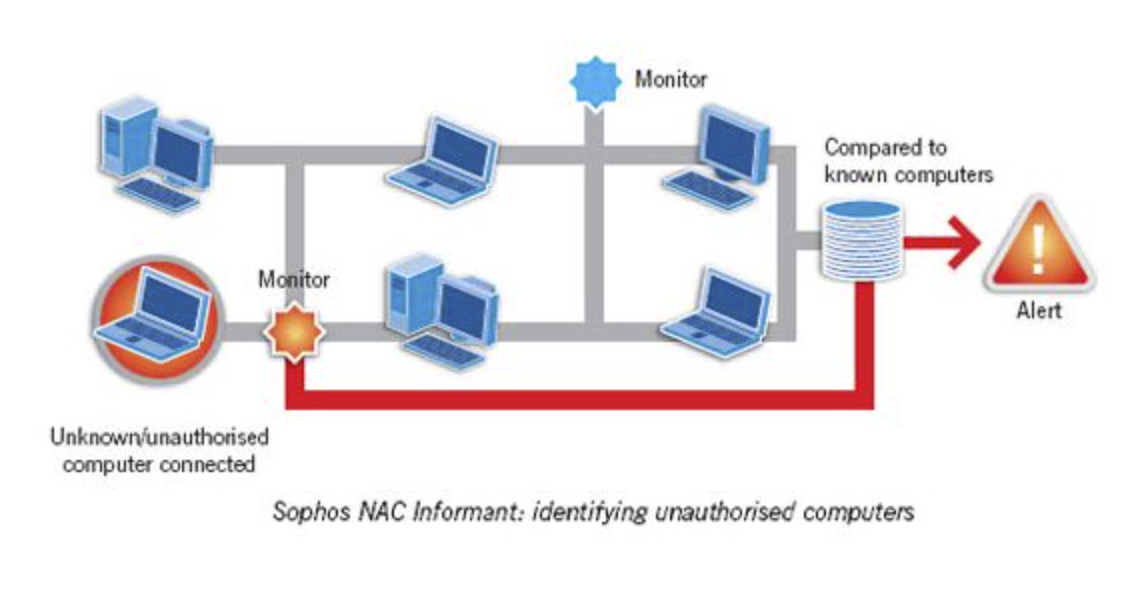 Monitor
Compared to
known computers
Monitor
Alert
Unknown/unauthorised
computer connected
Sophos NAC Informant: identifying unauthorised computers